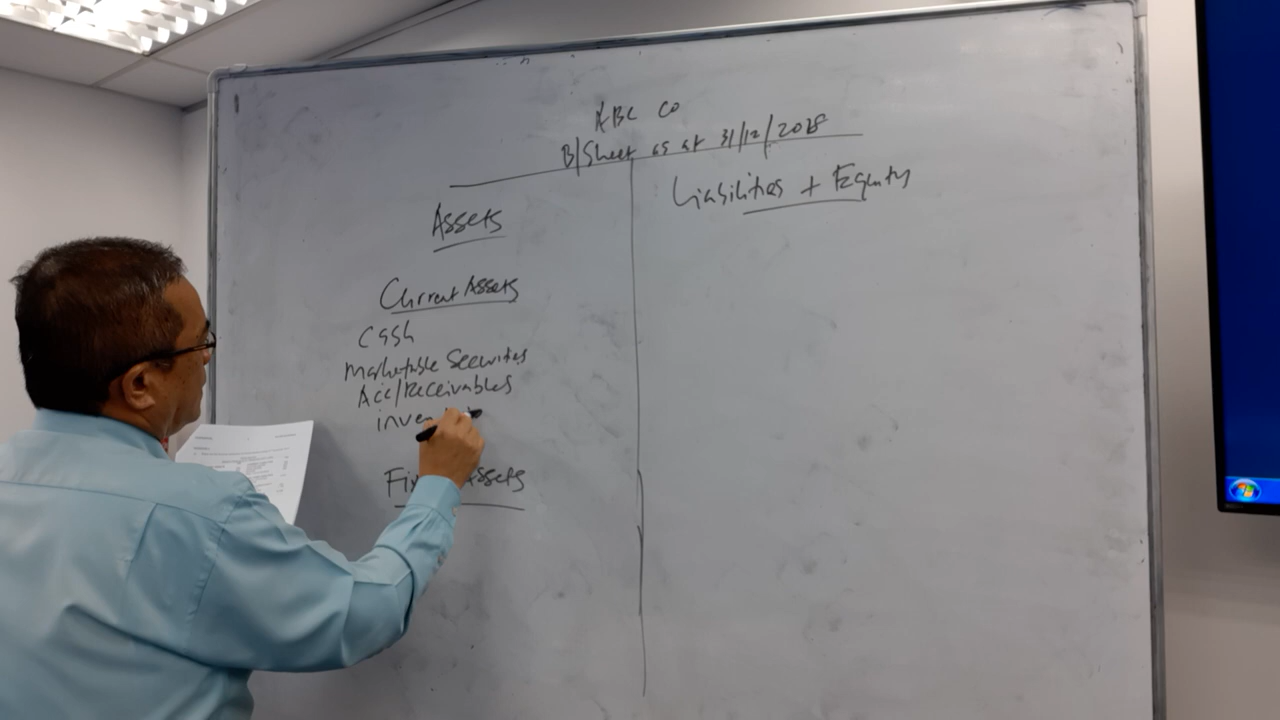 ABC Co
B/Sheet as at 31/12/2018
Assets
Current Assets
Cash
Marketable Securities
Acc/Receivables
inven
Fix Assets
Liabilities + Equity